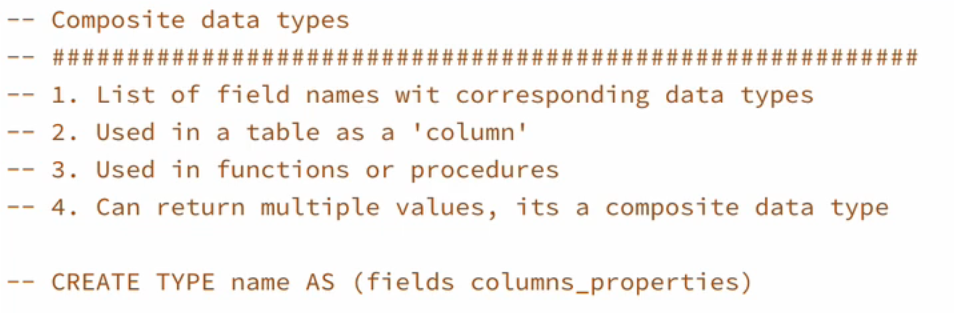 -- Composite data types
-- ##########################################################
-- 1. List of field names wit corresponding data types
-- 2. Used in a table as a 'column'
-- 3. Used in functions or procedures
-- 4. Can return multiple values, its a composite data type
-- CREATE TYPE name AS (fields columns_properties)